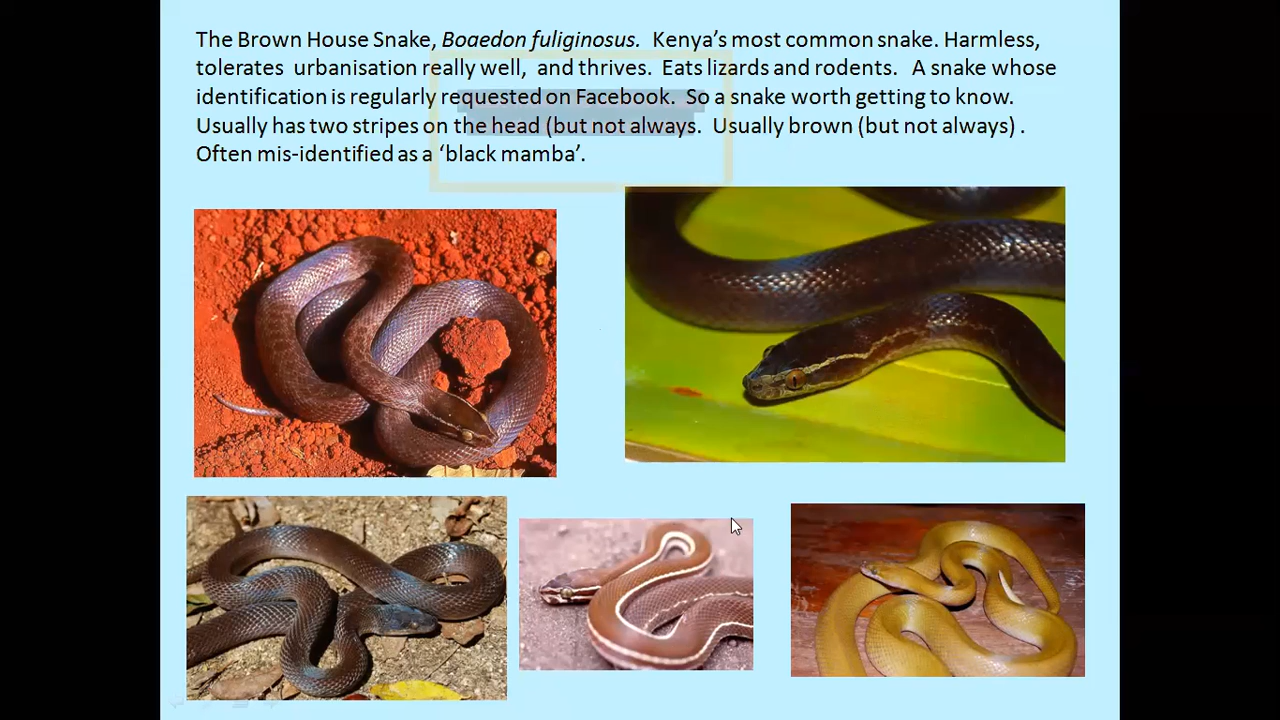 The Brown House Snake, Boaedon fuliginosus. Kenya's most common snake. Harmless,
tolerates urbanisation really well, and thrives. Eats lizards and rodents. A snake whose
identification is regularly requested on Facebook. So a snake worth getting to know.
Usually has two stripes on the head (but not always. Usually brown (but not always) .
Often mis-identified as a ‘black mamba’.